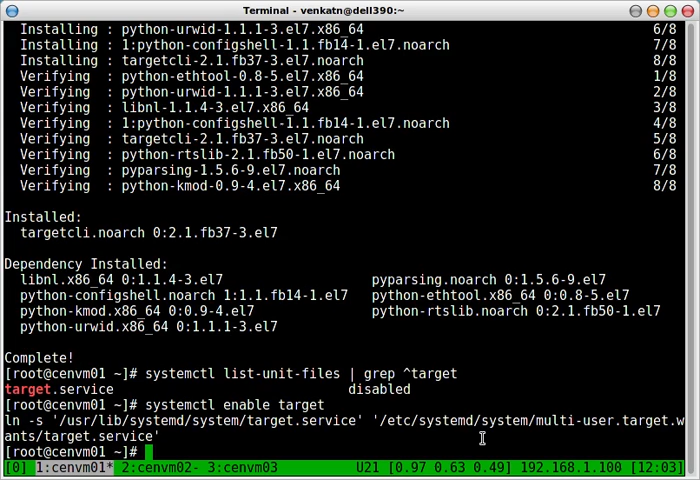 Terminal - venkatn@dell390:~
Installing : python-urwid-1.1.1-3.el7.x86_64 6/8
Installing : 1:python-configshell-1.1.fb14-1.el7.noarch 7/8
Installing : targetcli-2.1.fb37-3.el7.noarch 8/8
Verifying : python-ethtool-0.8-5.el7.x86_64 1/8
Verifying : python-urwid-1.1.1-3.el7.x86_64 2/8
Verifying : libnl-1.1.4-3.el7.x86_64 3/8
Verifying : 1:python-configshell-1.1.fb14-1.el7.noarch 4/8
Verifying : targetcli-2.1.fb37-3.el7.noarch 5/8
Verifying : python-rtslib-2.1.fb50-1.el7.noarch 6/8
Verifying : pyparsing-1.5.6-9.el7.noarch 7/8
Verifying : python-kmod-0.9-4.el7.x86_64 8/8
Installed:
targetcli.noarch 0:2.1.fb37-3.el7
Dependency Installed:
libnl.x86_64 0:1.1.4-3.el7 pyparsing.noarch 0:1.5.6-9.el7
python-configshell.noarch 1:1.1.fb14-1.el7 python-ethtool.x86_64 0:0.8-5.el7
python-kmod.x86_64 0:0.9-4.el7 python-rtslib.noarch 0:2.1.fb50-1.el7
python-urwid.x86_64 0:1.1.1-3.el7
Complete!
[root@cenvm01 ~]# systemctl list-unit-files | grep ^target
target.service disabled
[root@cenvm01 ~]# systemctl enable target
ln -s '/usr/lib/systemd/system/target.service' '/etc/systemd/system/multi-user.target.w
ants/target.service'
[root@cenvm01 ~]#
[0] 1:cenvm01* 2:cenvm02- 3:cenvm03 U21 [0.97 0.63 0.49] 192.168.1.100 [12:03]